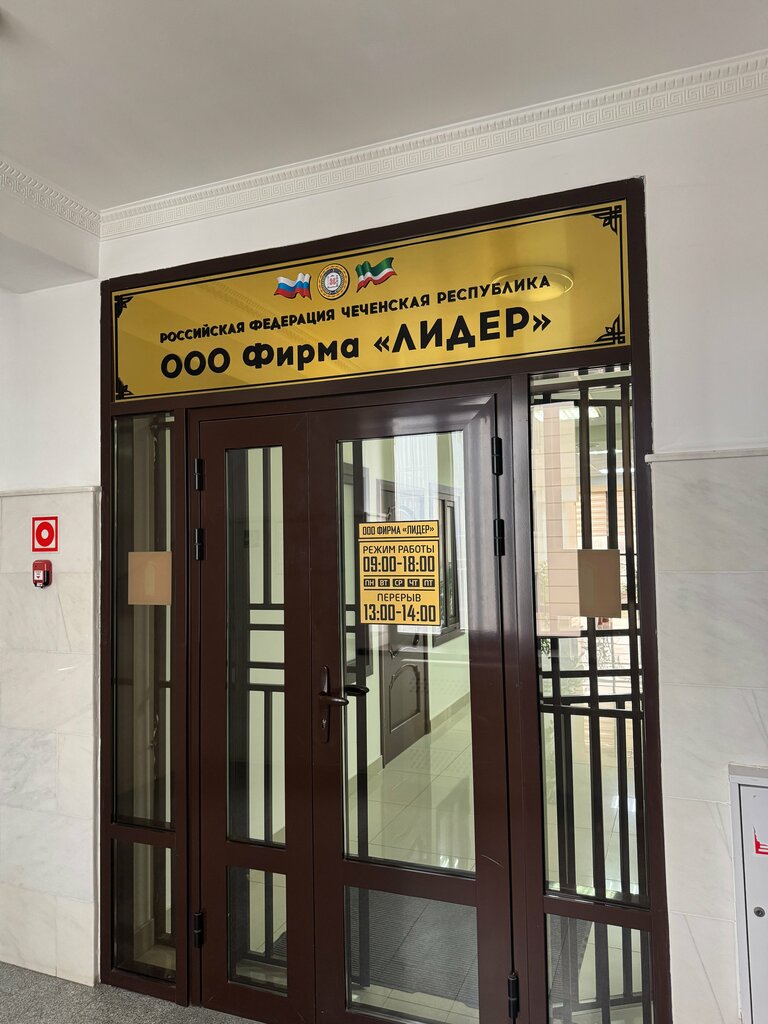 РОССИЙСКАЯ ФЕДЕРАЦИЯ ЧЕЧЕНСКАЯ РЕСПУБЛИКА
ООО Фирма «ЛИДЕР»
ООО ФИРМА «ЛИДЕР»
РЕЖИМ РАБОТЫ
09:00-18:00
ПН ВТ СР ЧТ ПТ
ПЕРЕРЫВ
13:00-14:00